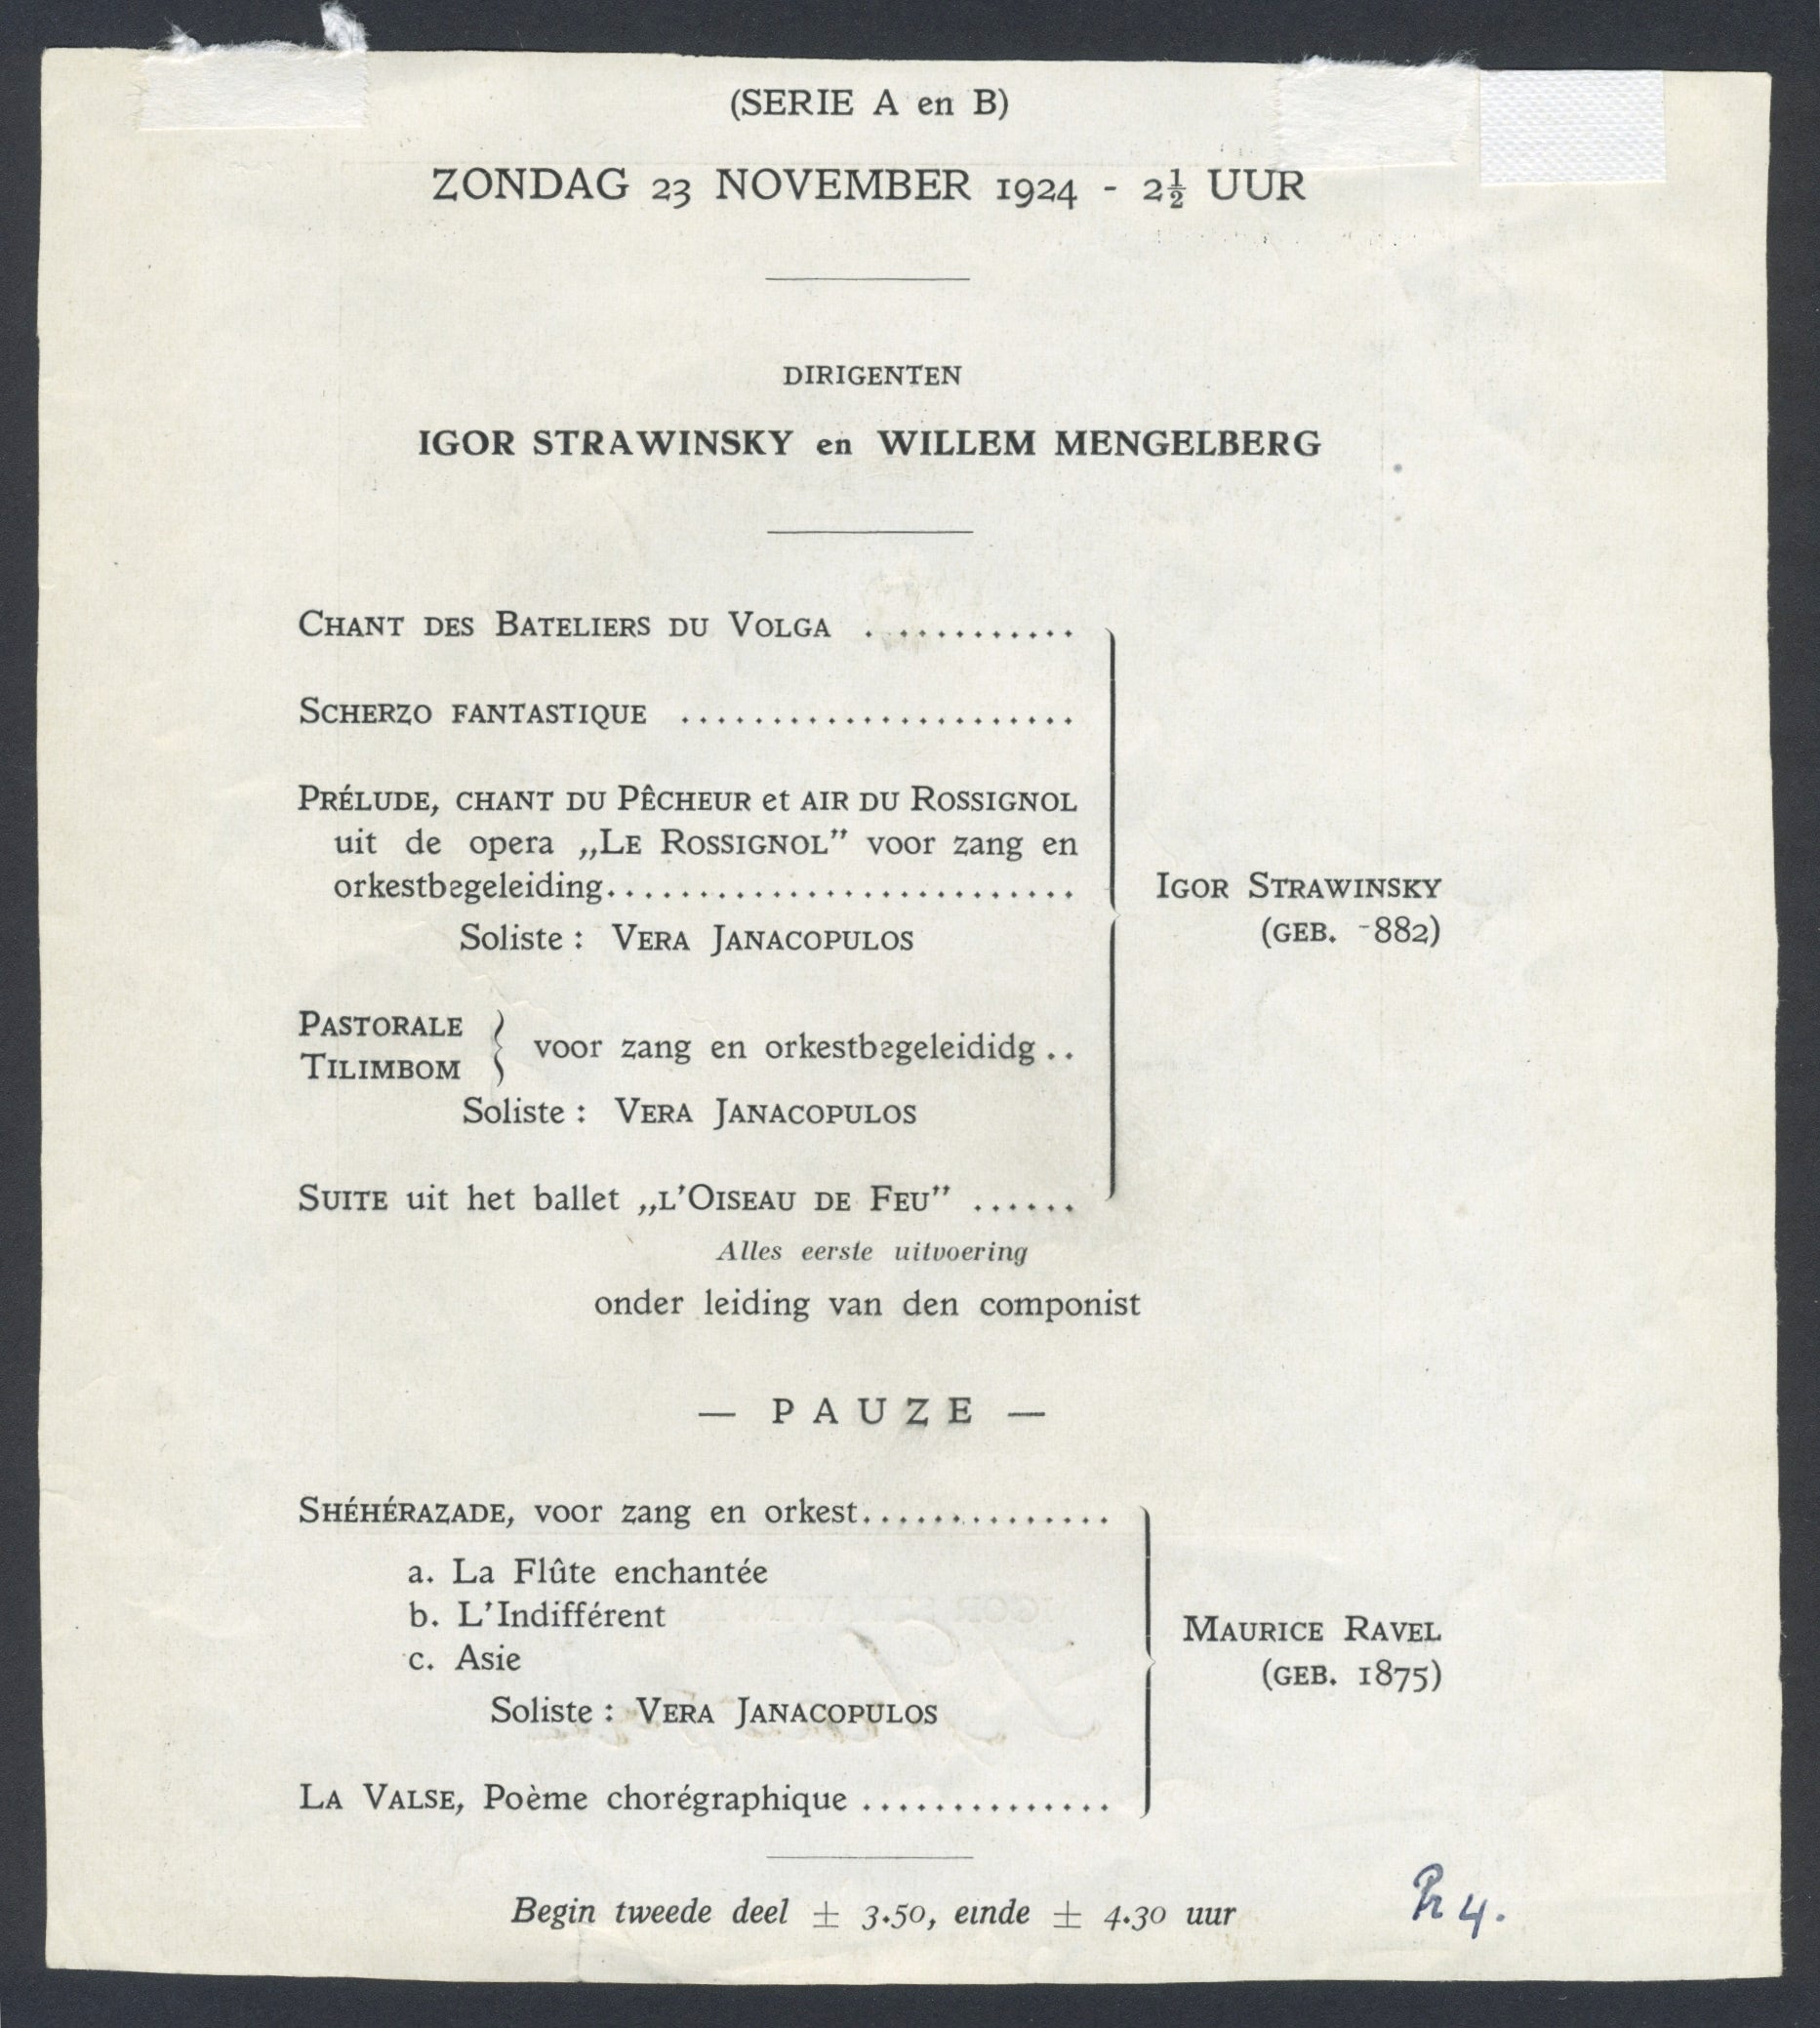 (SERIE A en B)
ZONDAG 23 NOVEMBER 1924 - 2½ UUR
DIRIGENTEN
IGOR STRAWINSKY en WILLEM MENGELBERG
CHANT DES BATELIERS DU VOLGA ............
SCHERZO FANTASTIQUE ......................
PRÉLUDE, CHANT DU PÊCHEUR et AIR DU ROSSIGNOL
uit de opera „LE ROSSIGNOL” voor zang en
orkestbegeleiding..........................
Soliste : VERA JANACOPULOS
IGOR STRAWINSKY
(GEB. -882)
PASTORALE
TILIMBOM
voor zang en orkestbegeleididg ..
Soliste : VERA JANACOPULOS
SUITE uit het ballet „L'OISEAU DE FEU” ......
Alles eerste uitvoering
onder leiding van den componist
— PAUZE —
SHÉHÉRAZADE, voor zang en orkest..............
a. La Flûte enchantée
b. L'Indifférent
c. Asie
Soliste : VERA JANACOPULOS
MAURICE RAVEL
(GEB. 1875)
LA VALSE, Poème chorégraphique ..............
Begin tweede deel ± 3.50, einde ± 4.30 uur
Pr 4.